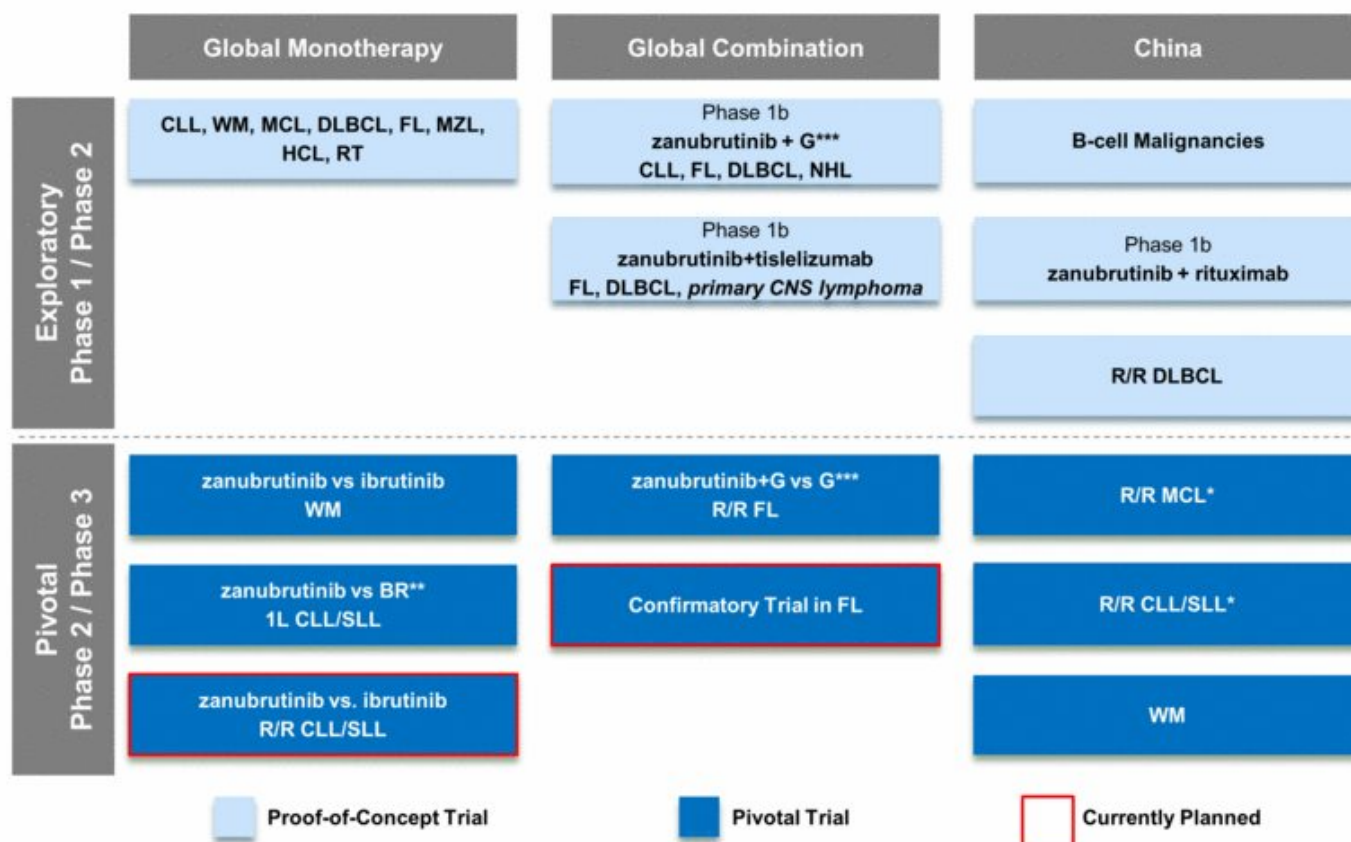 Global Monotherapy
Global Combination
China
Exploratory
Phase 1 / Phase 2
CLL, WM, MCL, DLBCL, FL, MZL,
HCL, RT
Phase 1b
zanubrutinib + G***
CLL, FL, DLBCL, NHL
B-cell Malignancies
Phase 1b
zanubrutinib+tislelizumab
FL, DLBCL, primary CNS lymphoma
Phase 1b
zanubrutinib + rituximab
R/R DLBCL
Pivotal
Phase 2 / Phase 3
zanubrutinib vs ibrutinib
WM
zanubrutinib+G vs G***
R/R FL
R/R MCL*
zanubrutinib vs BR**
1L CLL/SLL
Confirmatory Trial in FL
R/R CLL/SLL*
zanubrutinib vs. ibrutinib
R/R CLL/SLL
WM
Proof-of-Concept Trial
Pivotal Trial
Currently Planned